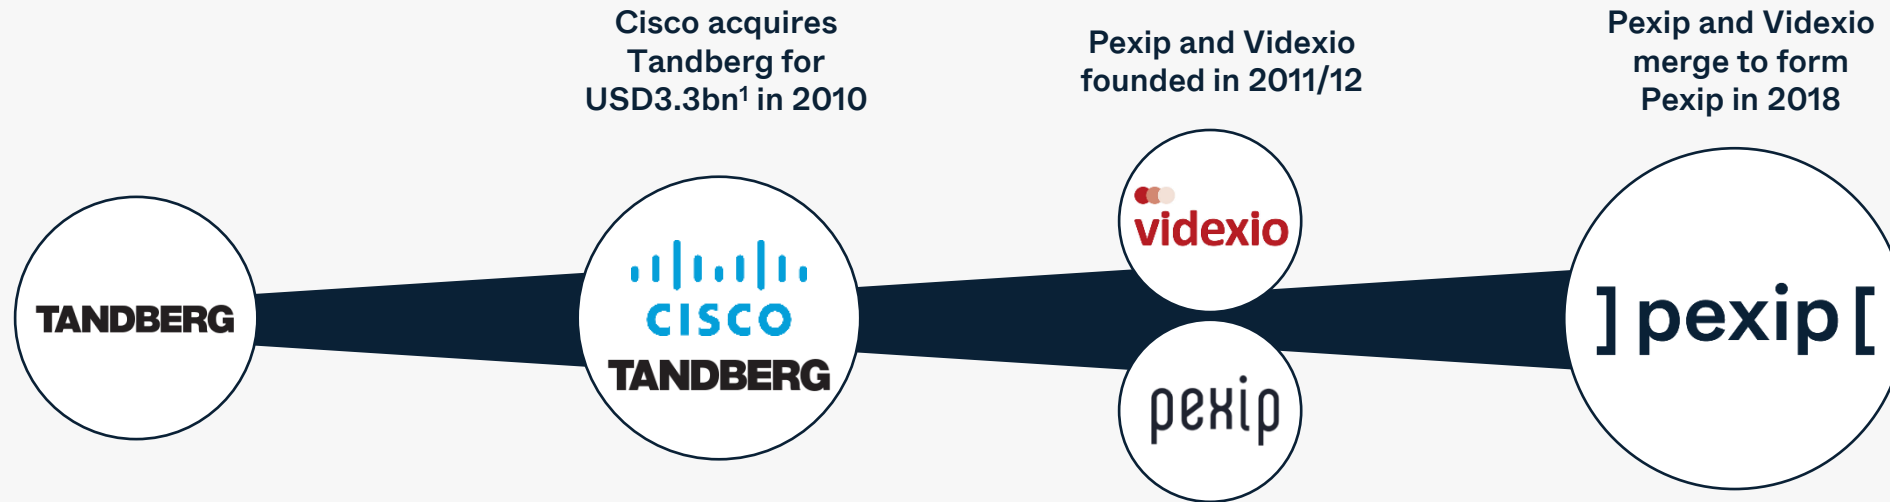 Cisco acquires
Tandberg for
USD3.3bn¹ in 2010
Pexip and Videxio
founded in 2011/12
Pexip and Videxio
merge to form
Pexip in 2018
TANDBERG
CISCO
TANDBERG
videxio
pexip
]pexip[